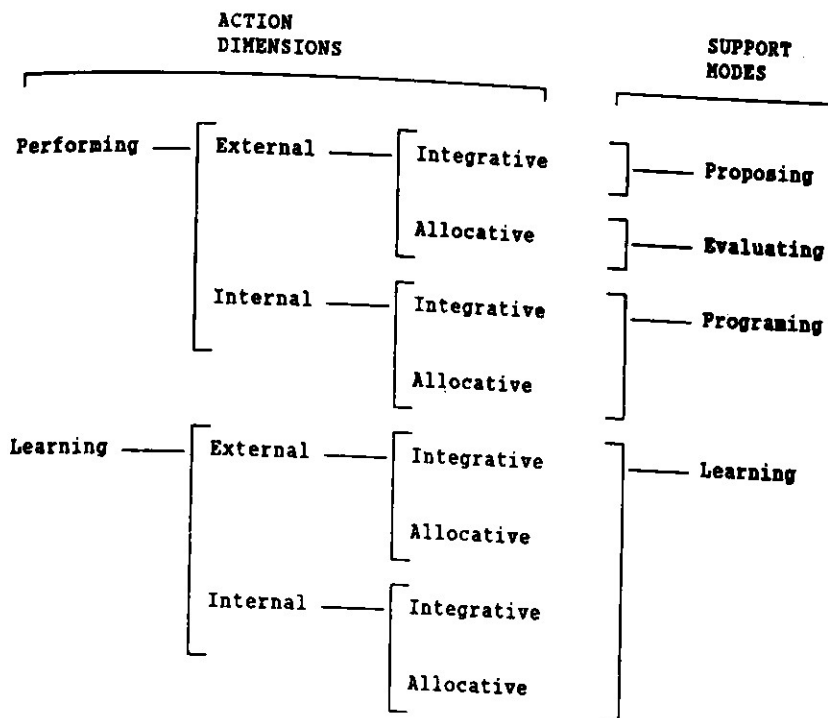 ACTION
DIMENSIONS
SUPPORT
MODES
Performing External Integrative Proposing
Allocative Evaluating
Internal Integrative Programing
Allocative
Learning External Integrative Learning
Allocative
Internal Integrative
Allocative